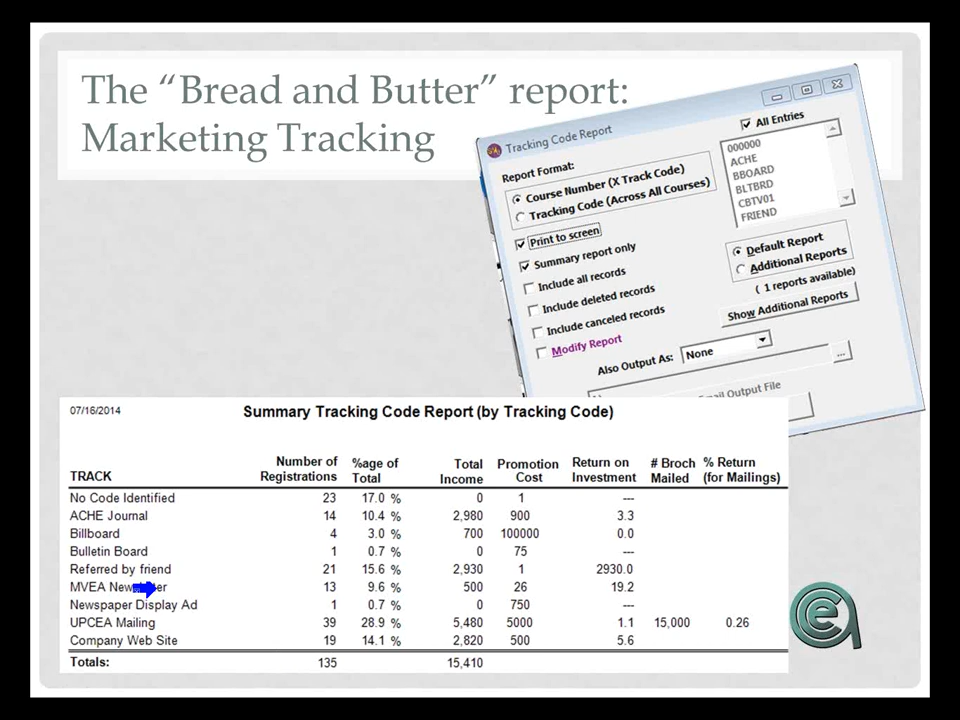 The “Bread and Butter” report:
Marketing Tracking
Tracking Code Report
Report Format:
Course Number (X Track Code)
Tracking Code (Across All Courses)
Print to screen
Summary report only
Include all records
Include deleted records
Include canceled records
Modify Report
All Entries
000000
ACHE
BBOARD
BLTBRD
CBTV01
FRIEND
Default Report
Additional Reports
( 1 reports available)
Show Additional Reports
Also Output As: None
...
Email Output File
07/16/2014 Summary Tracking Code Report (by Tracking Code)
Number of %age of Total Promotion Return on # Broch % Return
TRACK Registrations Total Income Cost Investment Mailed (for Mailings)
No Code Identified 23 17.0 % 0 1 ---
ACHE Journal 14 10.4 % 2,980 900 3.3
Billboard 4 3.0 % 700 100000 0.0
Bulletin Board 1 0.7 % 0 75 ---
Referred by friend 21 15.6 % 2,930 1 2930.0
MVEA Newsletter 13 9.6 % 500 26 19.2
Newspaper Display Ad 1 0.7 % 0 750 ---
UPCEA Mailing 39 28.9 % 5,480 5000 1.1 15,000 0.26
Company Web Site 19 14.1 % 2,820 500 5.6
Totals: 135 15,410